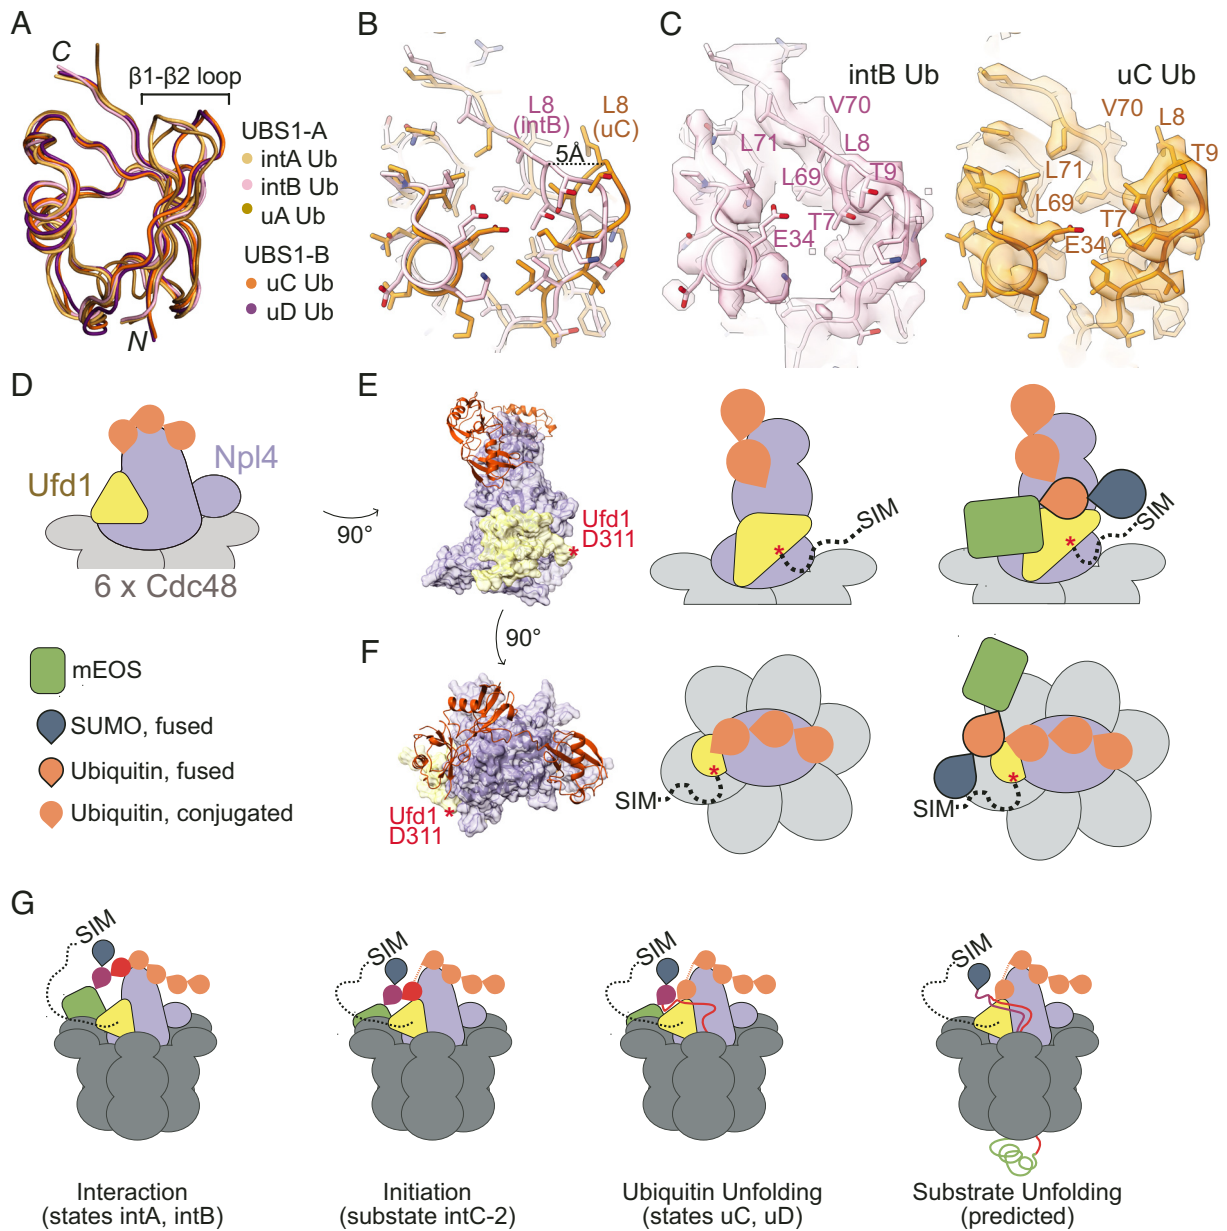 A
C
β1-β2 loop
N
UBS1-A
intA Ub
intB Ub
uA Ub
UBS1-B
uC Ub
uD Ub
B
L8
(intB)
L8
(uC)
5Å
C
intB Ub
V70
L8
L71
T9
L69
T7
E34
uC Ub
V70
L8
T9
L71
L69
T7
E34
D
Ufd1
Npl4
6 x Cdc48
90°
E
Ufd1
D311
*
*
SIM
*
SIM
90°
mEOS
SUMO, fused
Ubiquitin, fused
Ubiquitin, conjugated
F
Ufd1 *
D311
*
SIM
*
SIM
G
SIM
Interaction
(states intA, intB)
SIM
Initiation
(substate intC-2)
SIM
Ubiquitin Unfolding
(states uC, uD)
SIM
Substrate Unfolding
(predicted)